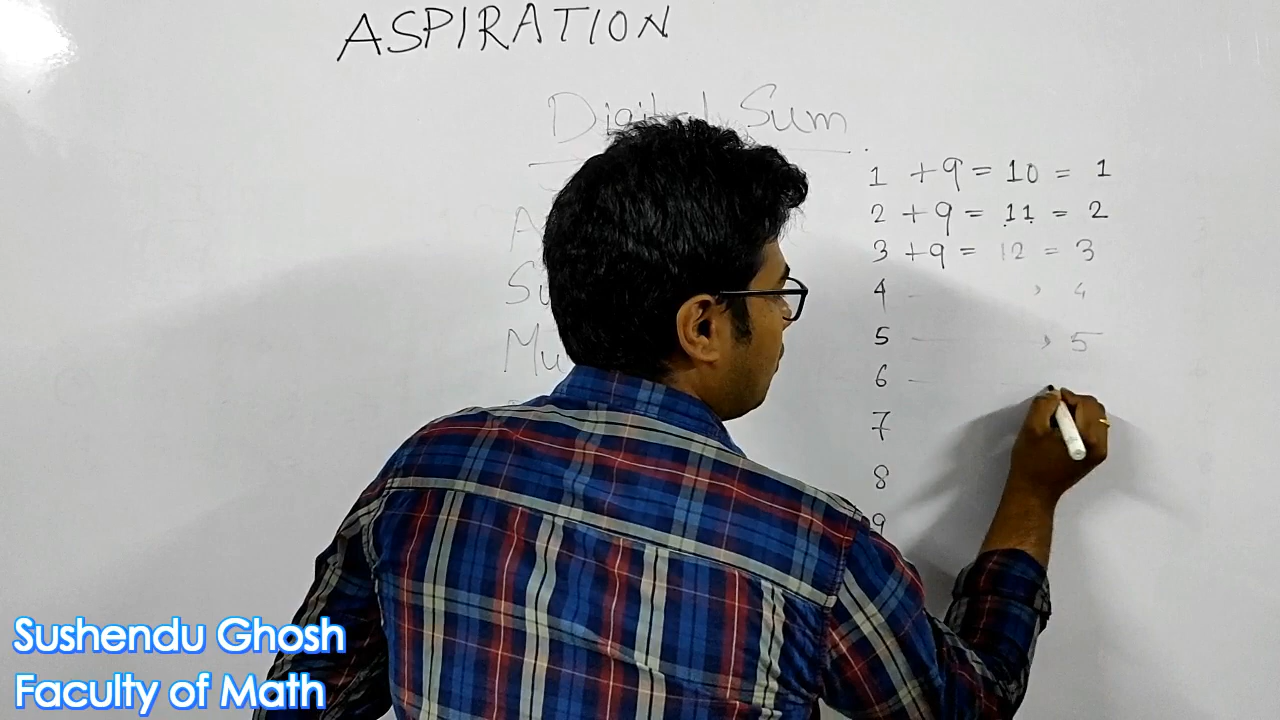 ASPIRATION
Digital Sum
1 + 9 = 10 = 1
2 + 9 = 11 = 2
3 + 9 = 12 = 3
4 → 4
5 → 5
6
7
8
9
Sushendu Ghosh
Faculty of Math